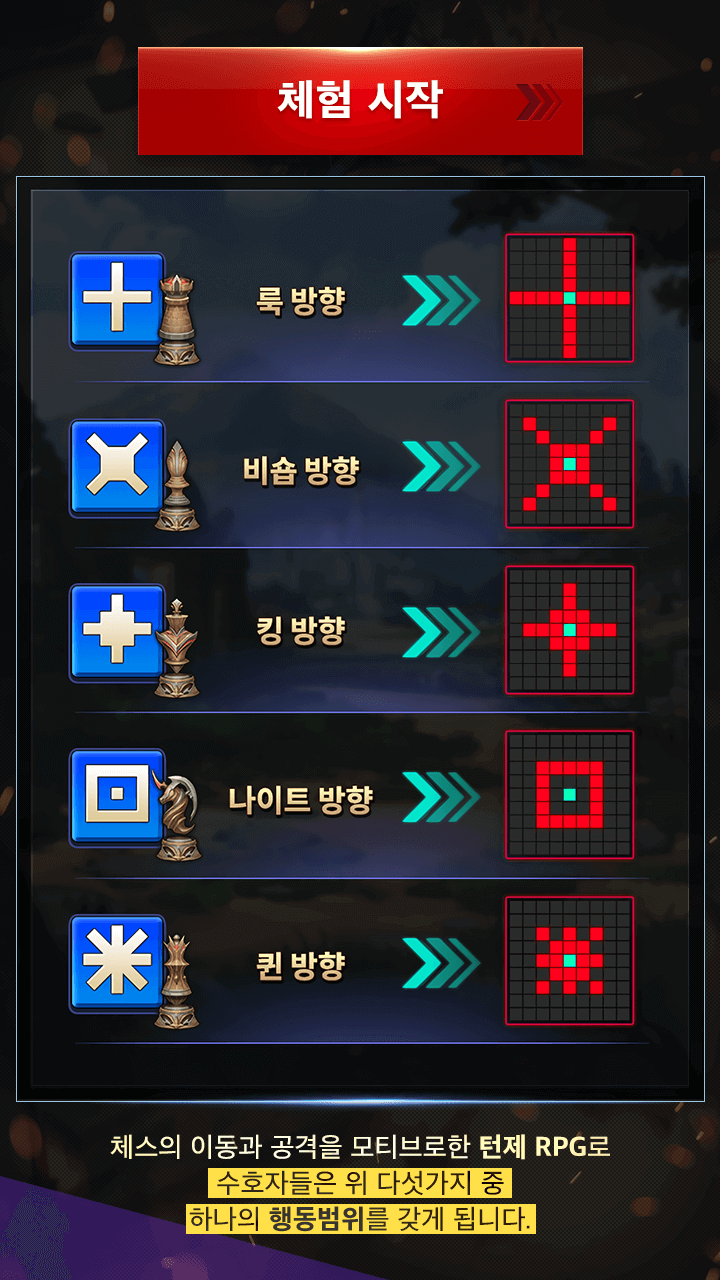 체험 시작
룩 방향
비숍 방향
킹 방향
나이트 방향
퀸 방향
체스의 이동과 공격을 모티브로한 턴제 RPG로
수호자들은 위 다섯가지 중
하나의 행동범위를 갖게 됩니다.